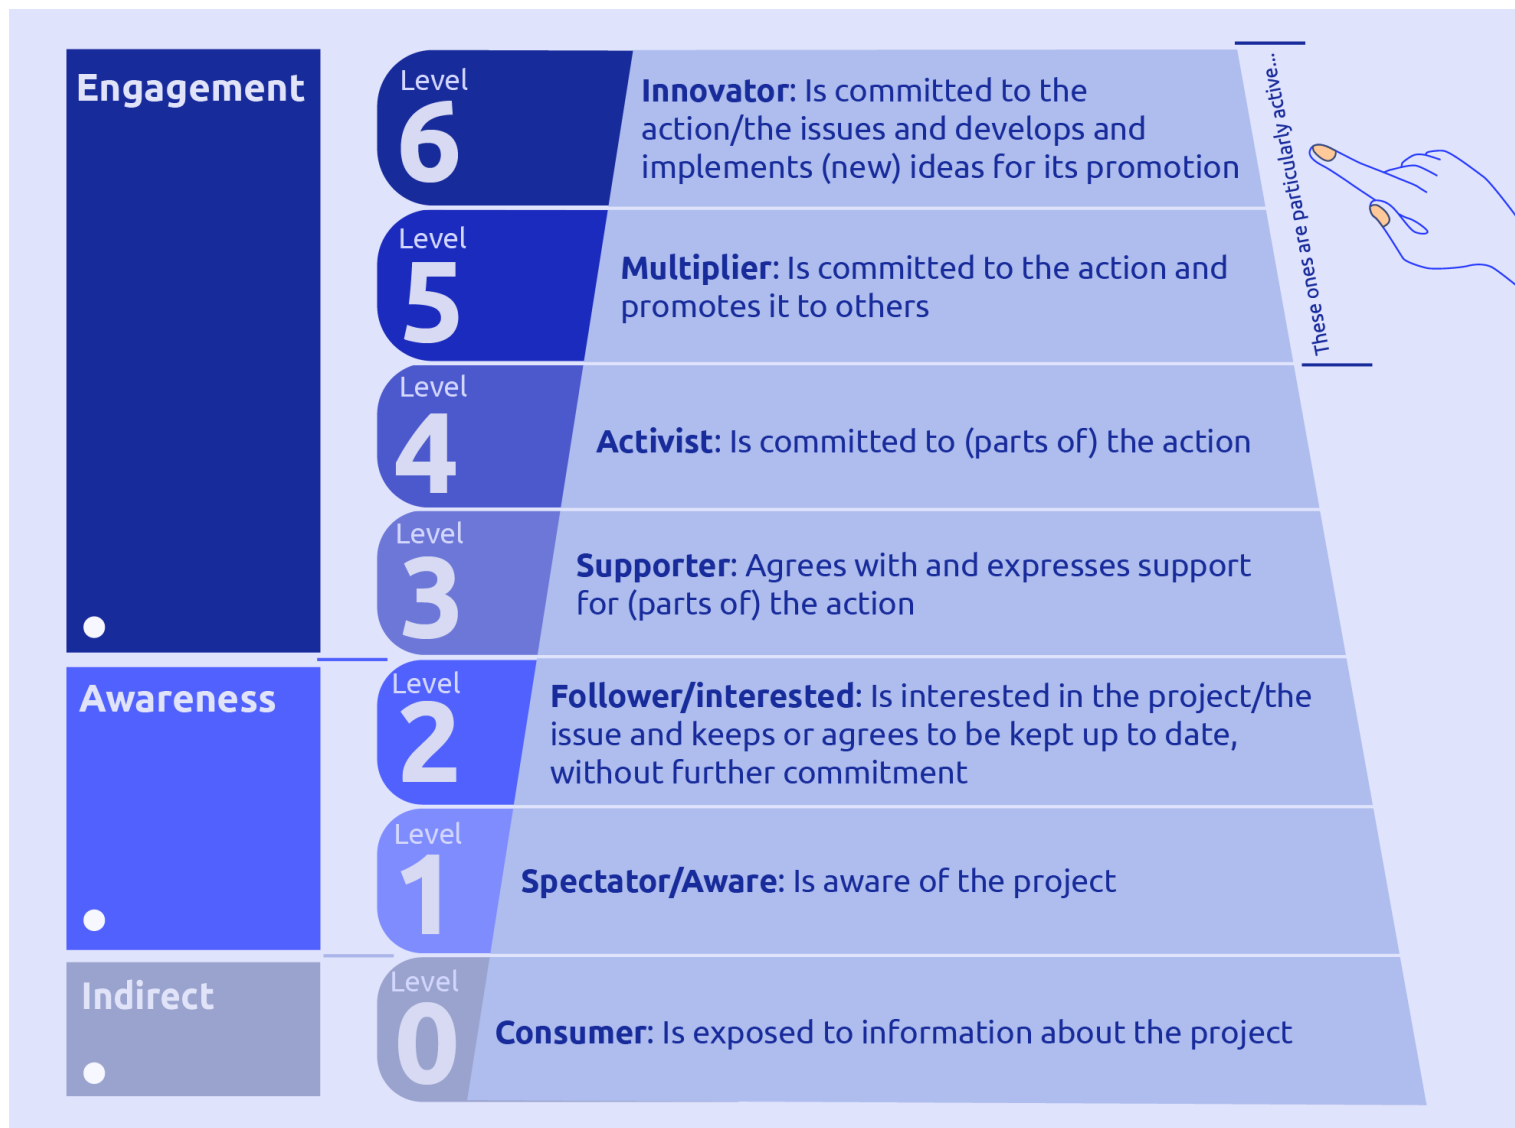 Engagement
Level
6
Innovator: Is committed to the
action/the issues and develops and
implements (new) ideas for its promotion
These ones are particularly active...
Level
5
Multiplier: Is committed to the action and
promotes it to others
Level
4
Activist: Is committed to (parts of) the action
Level
3
Supporter: Agrees with and expresses support
for (parts of) the action
Awareness
Level
2
Follower/interested: Is interested in the project/the
issue and keeps or agrees to be kept up to date,
without further commitment
Level
1
Spectator/Aware: Is aware of the project
Indirect
Level
0
Consumer: Is exposed to information about the project